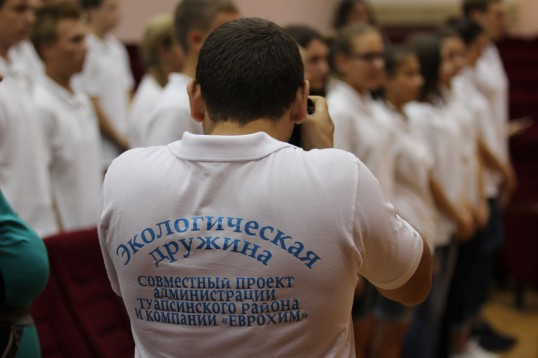 Экологическая
дружина
СОВМЕСТНЫЙ ПРОЕКТ
АДМИНИСТРАЦИИ
ТУАПСИНСКОГО РАЙОНА
И КОМПАНИИ «ЕВРОХИМ»